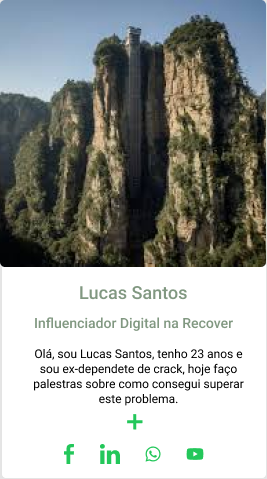 Lucas Santos
Influenciador Digital na Recover
Olá, sou Lucas Santos, tenho 23 anos e
sou ex-dependete de crack, hoje faço
palestras sobre como consegui superar
este problema.